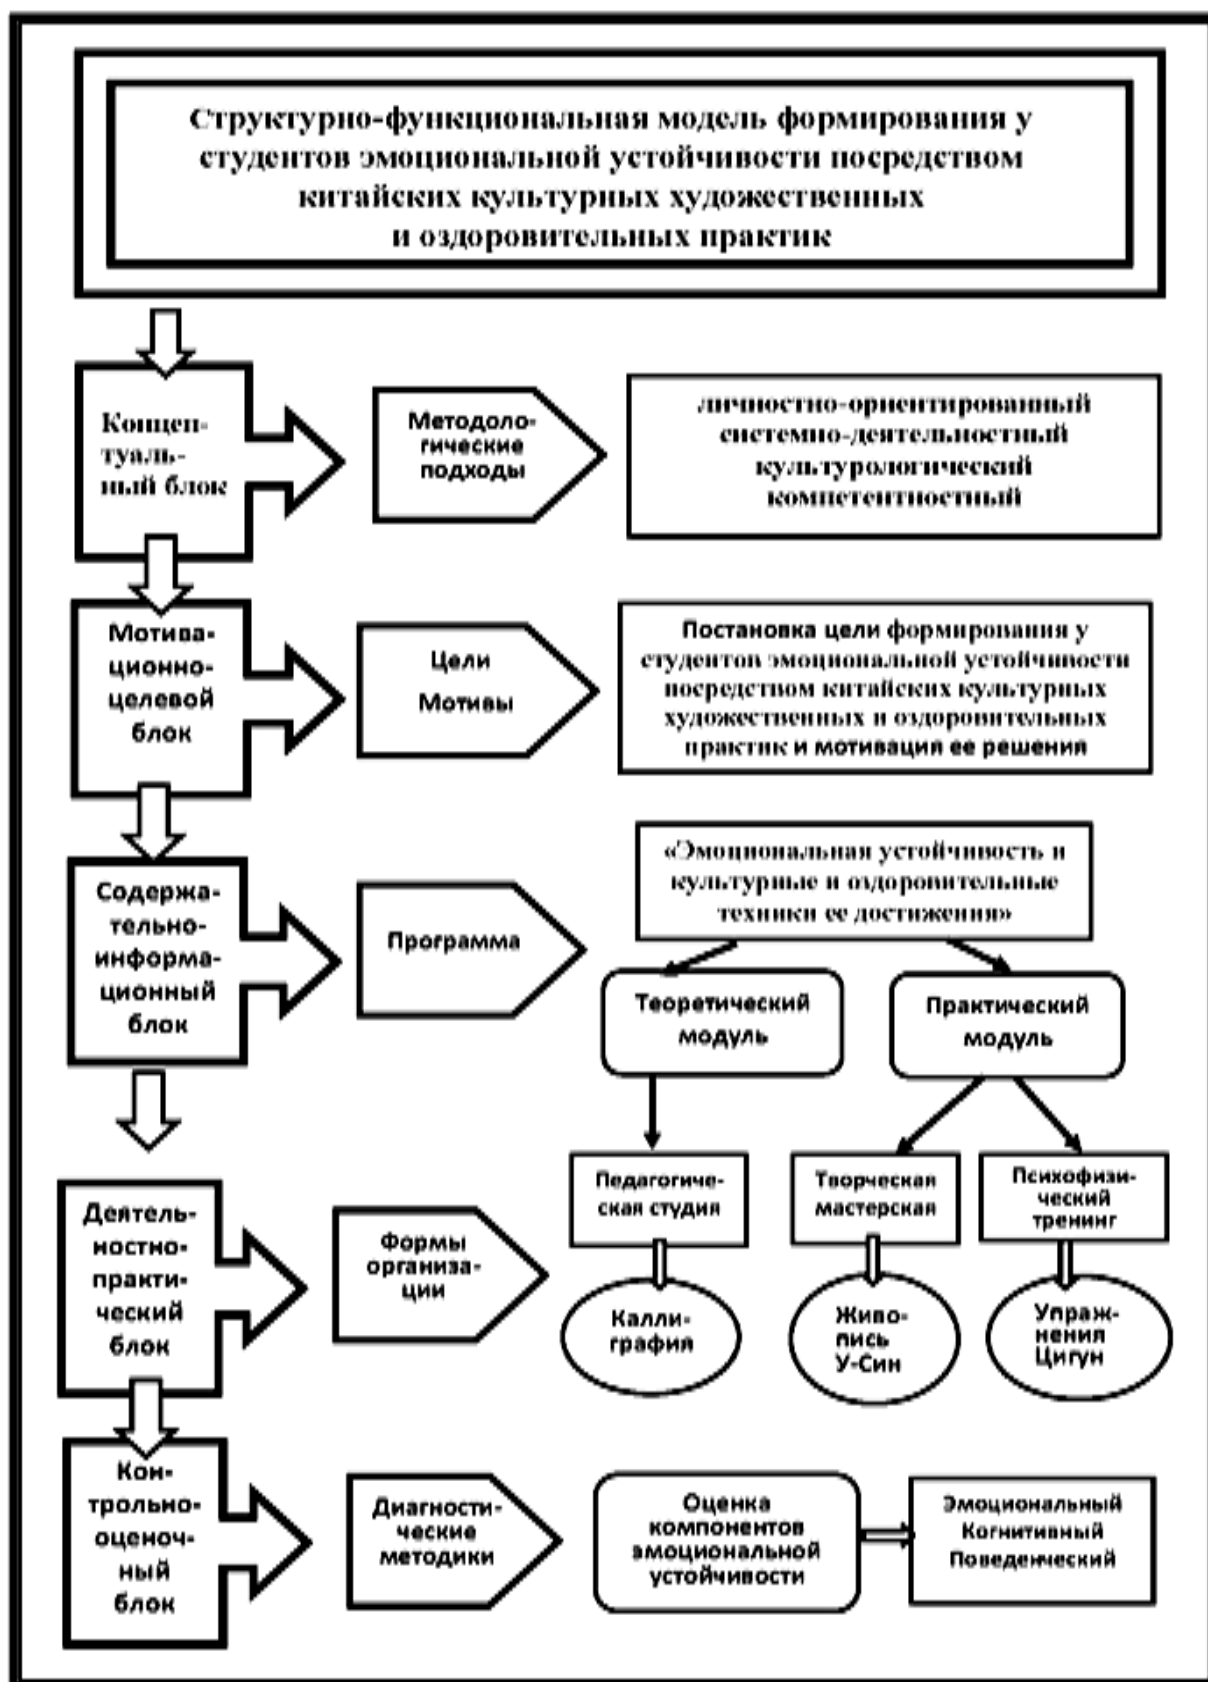 Структурно-функциональная модель формирования у
студентов эмоциональной устойчивости посредством
китайских культурных художественных
и оздоровительных практик
Концеп-
туаль-
ный блок
Методоло-
гические
подходы
личностно-ориентированный
системно-деятельностный
культурологический
компетентностный
Мотива-
ционно-
целевой
блок
Цели
Мотивы
Постановка цели формирования у
студентов эмоциональной устойчивости
посредством китайских культурных
художественных и оздоровительных
практик и мотивация ее решения
Содержа-
тельно-
информа-
ционный
блок
Программа
«Эмоциональная устойчивость и
культурные и оздоровительные
техники ее достижения»
Теоретический
модуль
Практический
модуль
Деятель-
ностно-
практи-
ческий
блок
Формы
организа-
ции
Педагогиче-
ская студия
Творческая
мастерская
Психофизи-
ческий
тренинг
Калли-
графия
Живо-
пись
У-Син
Упраж-
нения
Цигун
Кон-
трольно-
оценоч-
ный
блок
Диагности-
ческие
методики
Оценка
компонентов
эмоциональной
устойчивости
Эмоциональный
Когнитивный
Поведенческий